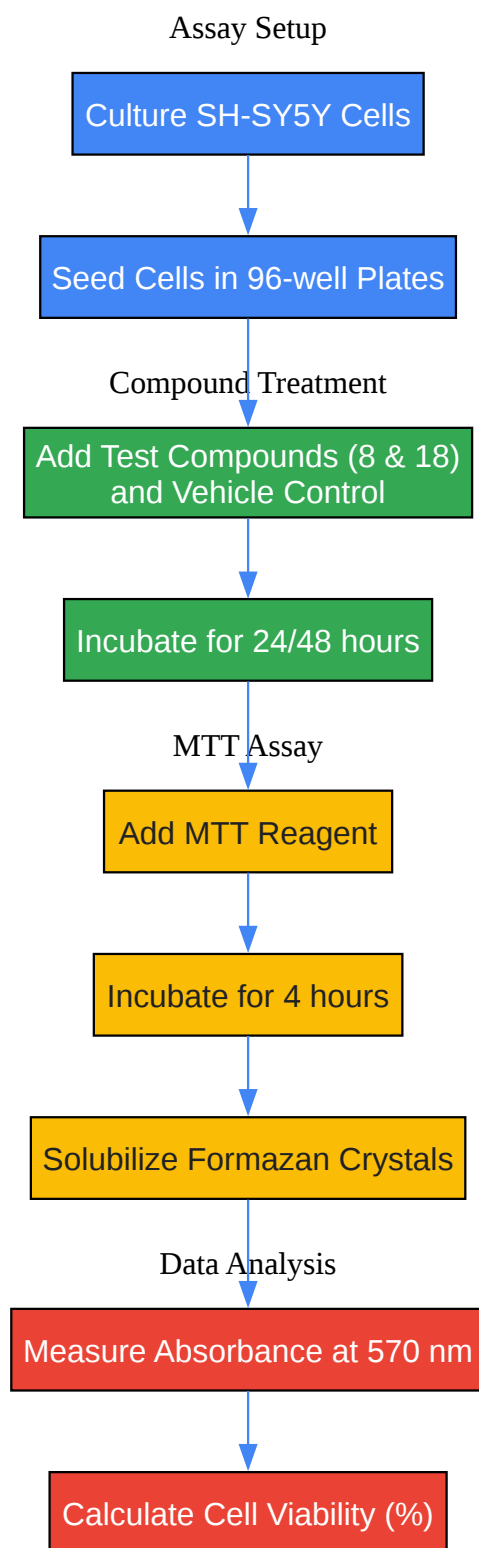 Assay Setup
Culture SH-SY5Y Cells
Seed Cells in 96-well Plates
Compound Treatment
Add Test Compounds (8 & 18)
and Vehicle Control
Incubate for 24/48 hours
MTT Assay
Add MTT Reagent
Incubate for 4 hours
Solubilize Formazan Crystals
Data Analysis
Measure Absorbance at 570 nm
Calculate Cell Viability (%)